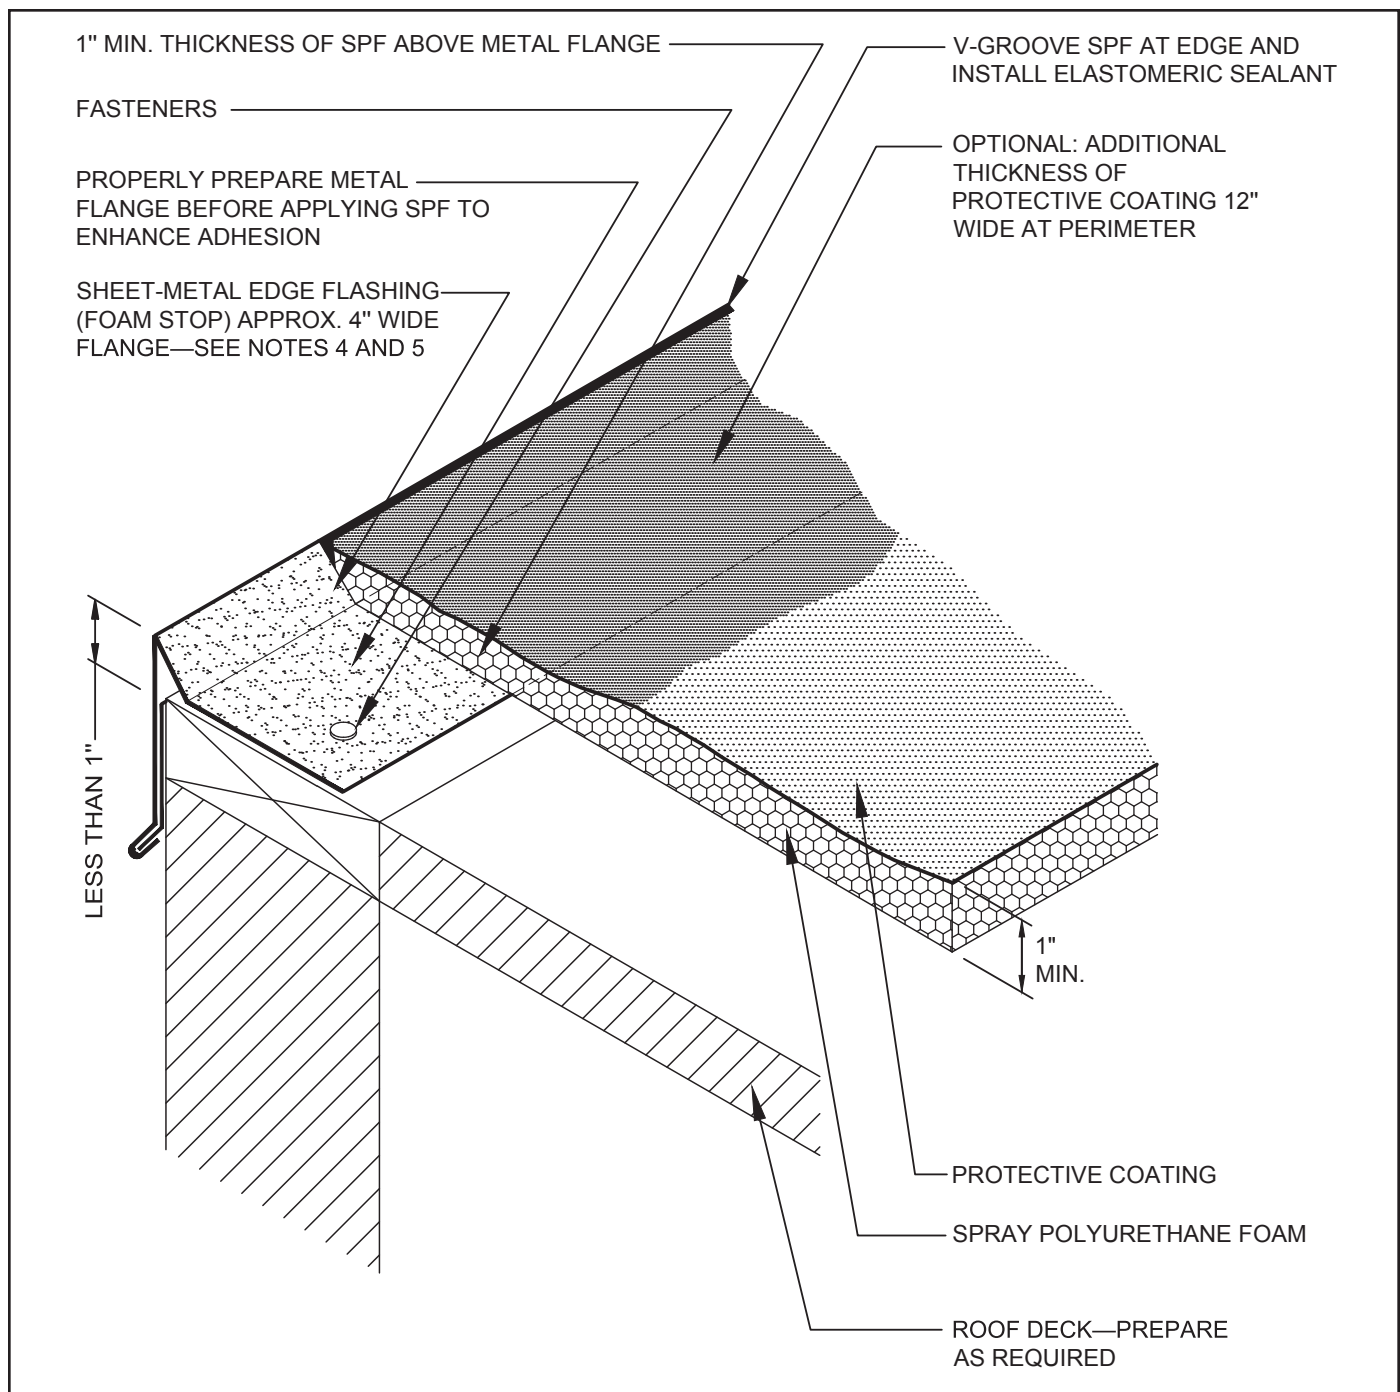 1" MIN. THICKNESS OF SPF ABOVE METAL FLANGE
FASTENERS
PROPERLY PREPARE METAL
FLANGE BEFORE APPLYING SPF TO
ENHANCE ADHESION
SHEET-METAL EDGE FLASHING
(FOAM STOP) APPROX. 4" WIDE
FLANGE—SEE NOTES 4 AND 5
V-GROOVE SPF AT EDGE AND
INSTALL ELASTOMERIC SEALANT
OPTIONAL: ADDITIONAL
THICKNESS OF
PROTECTIVE COATING 12"
WIDE AT PERIMETER
LESS THAN 1"
1"
MIN.
PROTECTIVE COATING
SPRAY POLYURETHANE FOAM
ROOF DECK—PREPARE
AS REQUIRED